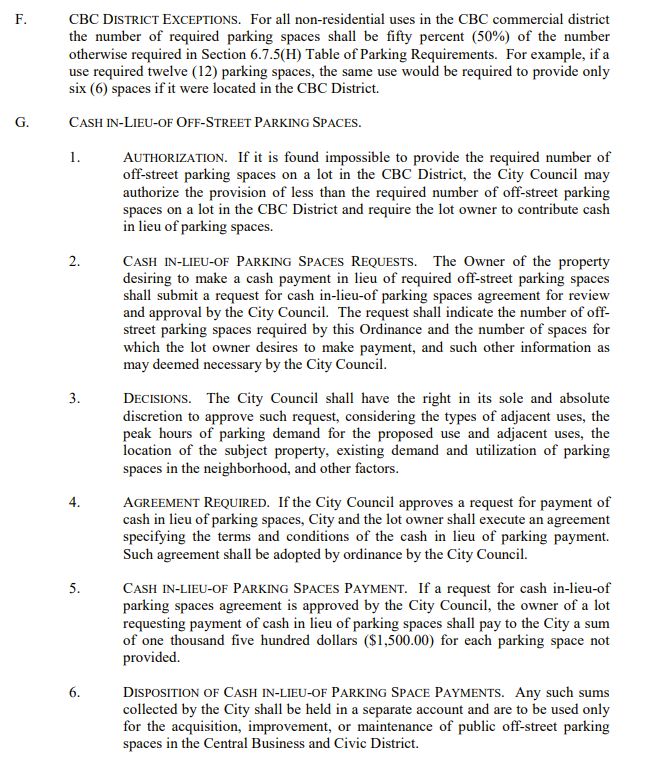 F. CBC DISTRICT EXCEPTIONS. For all non-residential uses in the CBC commercial district
the number of required parking spaces shall be fifty percent (50%) of the number
otherwise required in Section 6.7.5(H) Table of Parking Requirements. For example, if a
use required twelve (12) parking spaces, the same use would be required to provide only
six (6) spaces if it were located in the CBC District.
G. CASH IN-LIEU-OF OFF-STREET PARKING SPACES.
1. AUTHORIZATION. If it is found impossible to provide the required number of
off-street parking spaces on a lot in the CBC District, the City Council may
authorize the provision of less than the required number of off-street parking
spaces on a lot in the CBC District and require the lot owner to contribute cash
in lieu of parking spaces.
2. CASH IN-LIEU-OF PARKING SPACES REQUESTS. The Owner of the property
desiring to make a cash payment in lieu of required off-street parking spaces
shall submit a request for cash in-lieu-of parking spaces agreement for review
and approval by the City Council. The request shall indicate the number of off-
street parking spaces required by this Ordinance and the number of spaces for
which the lot owner desires to make payment, and such other information as
may deemed necessary by the City Council.
3. DECISIONS. The City Council shall have the right in its sole and absolute
discretion to approve such request, considering the types of adjacent uses, the
peak hours of parking demand for the proposed use and adjacent uses, the
location of the subject property, existing demand and utilization of parking
spaces in the neighborhood, and other factors.
4. AGREEMENT REQUIRED. If the City Council approves a request for payment of
cash in lieu of parking spaces, City and the lot owner shall execute an agreement
specifying the terms and conditions of the cash in lieu of parking payment.
Such agreement shall be adopted by ordinance by the City Council.
5. CASH IN-LIEU-OF PARKING SPACES PAYMENT. If a request for cash in-lieu-of
parking spaces agreement is approved by the City Council, the owner of a lot
requesting payment of cash in lieu of parking spaces shall pay to the City a sum
of one thousand five hundred dollars ($1,500.00) for each parking space not
provided.
6. DISPOSITION OF CASH IN-LIEU-OF PARKING SPACE PAYMENTS. Any such sums
collected by the City shall be held in a separate account and are to be used only
for the acquisition, improvement, or maintenance of public off-street parking
spaces in the Central Business and Civic District.